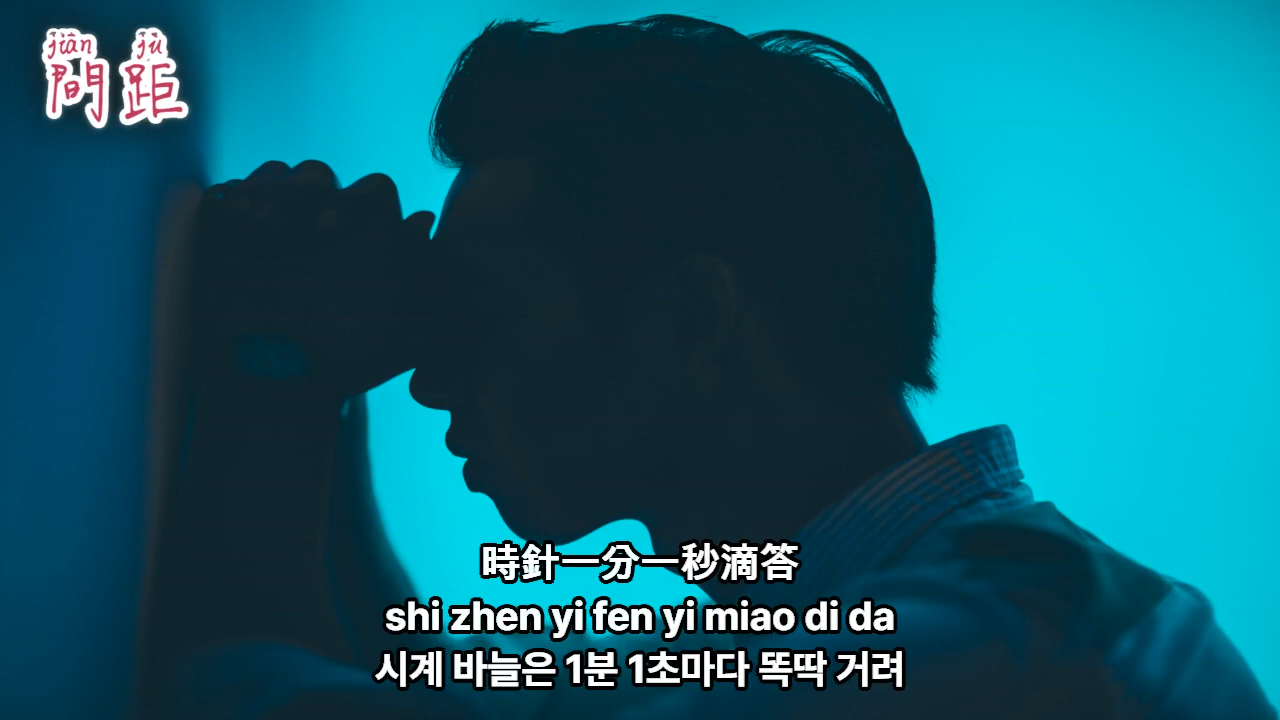 jiān jù
間距
時針一分一秒滴答
shi zhen yi fen yi miao di da
시계 바늘은 1분 1초마다 똑딱 거려